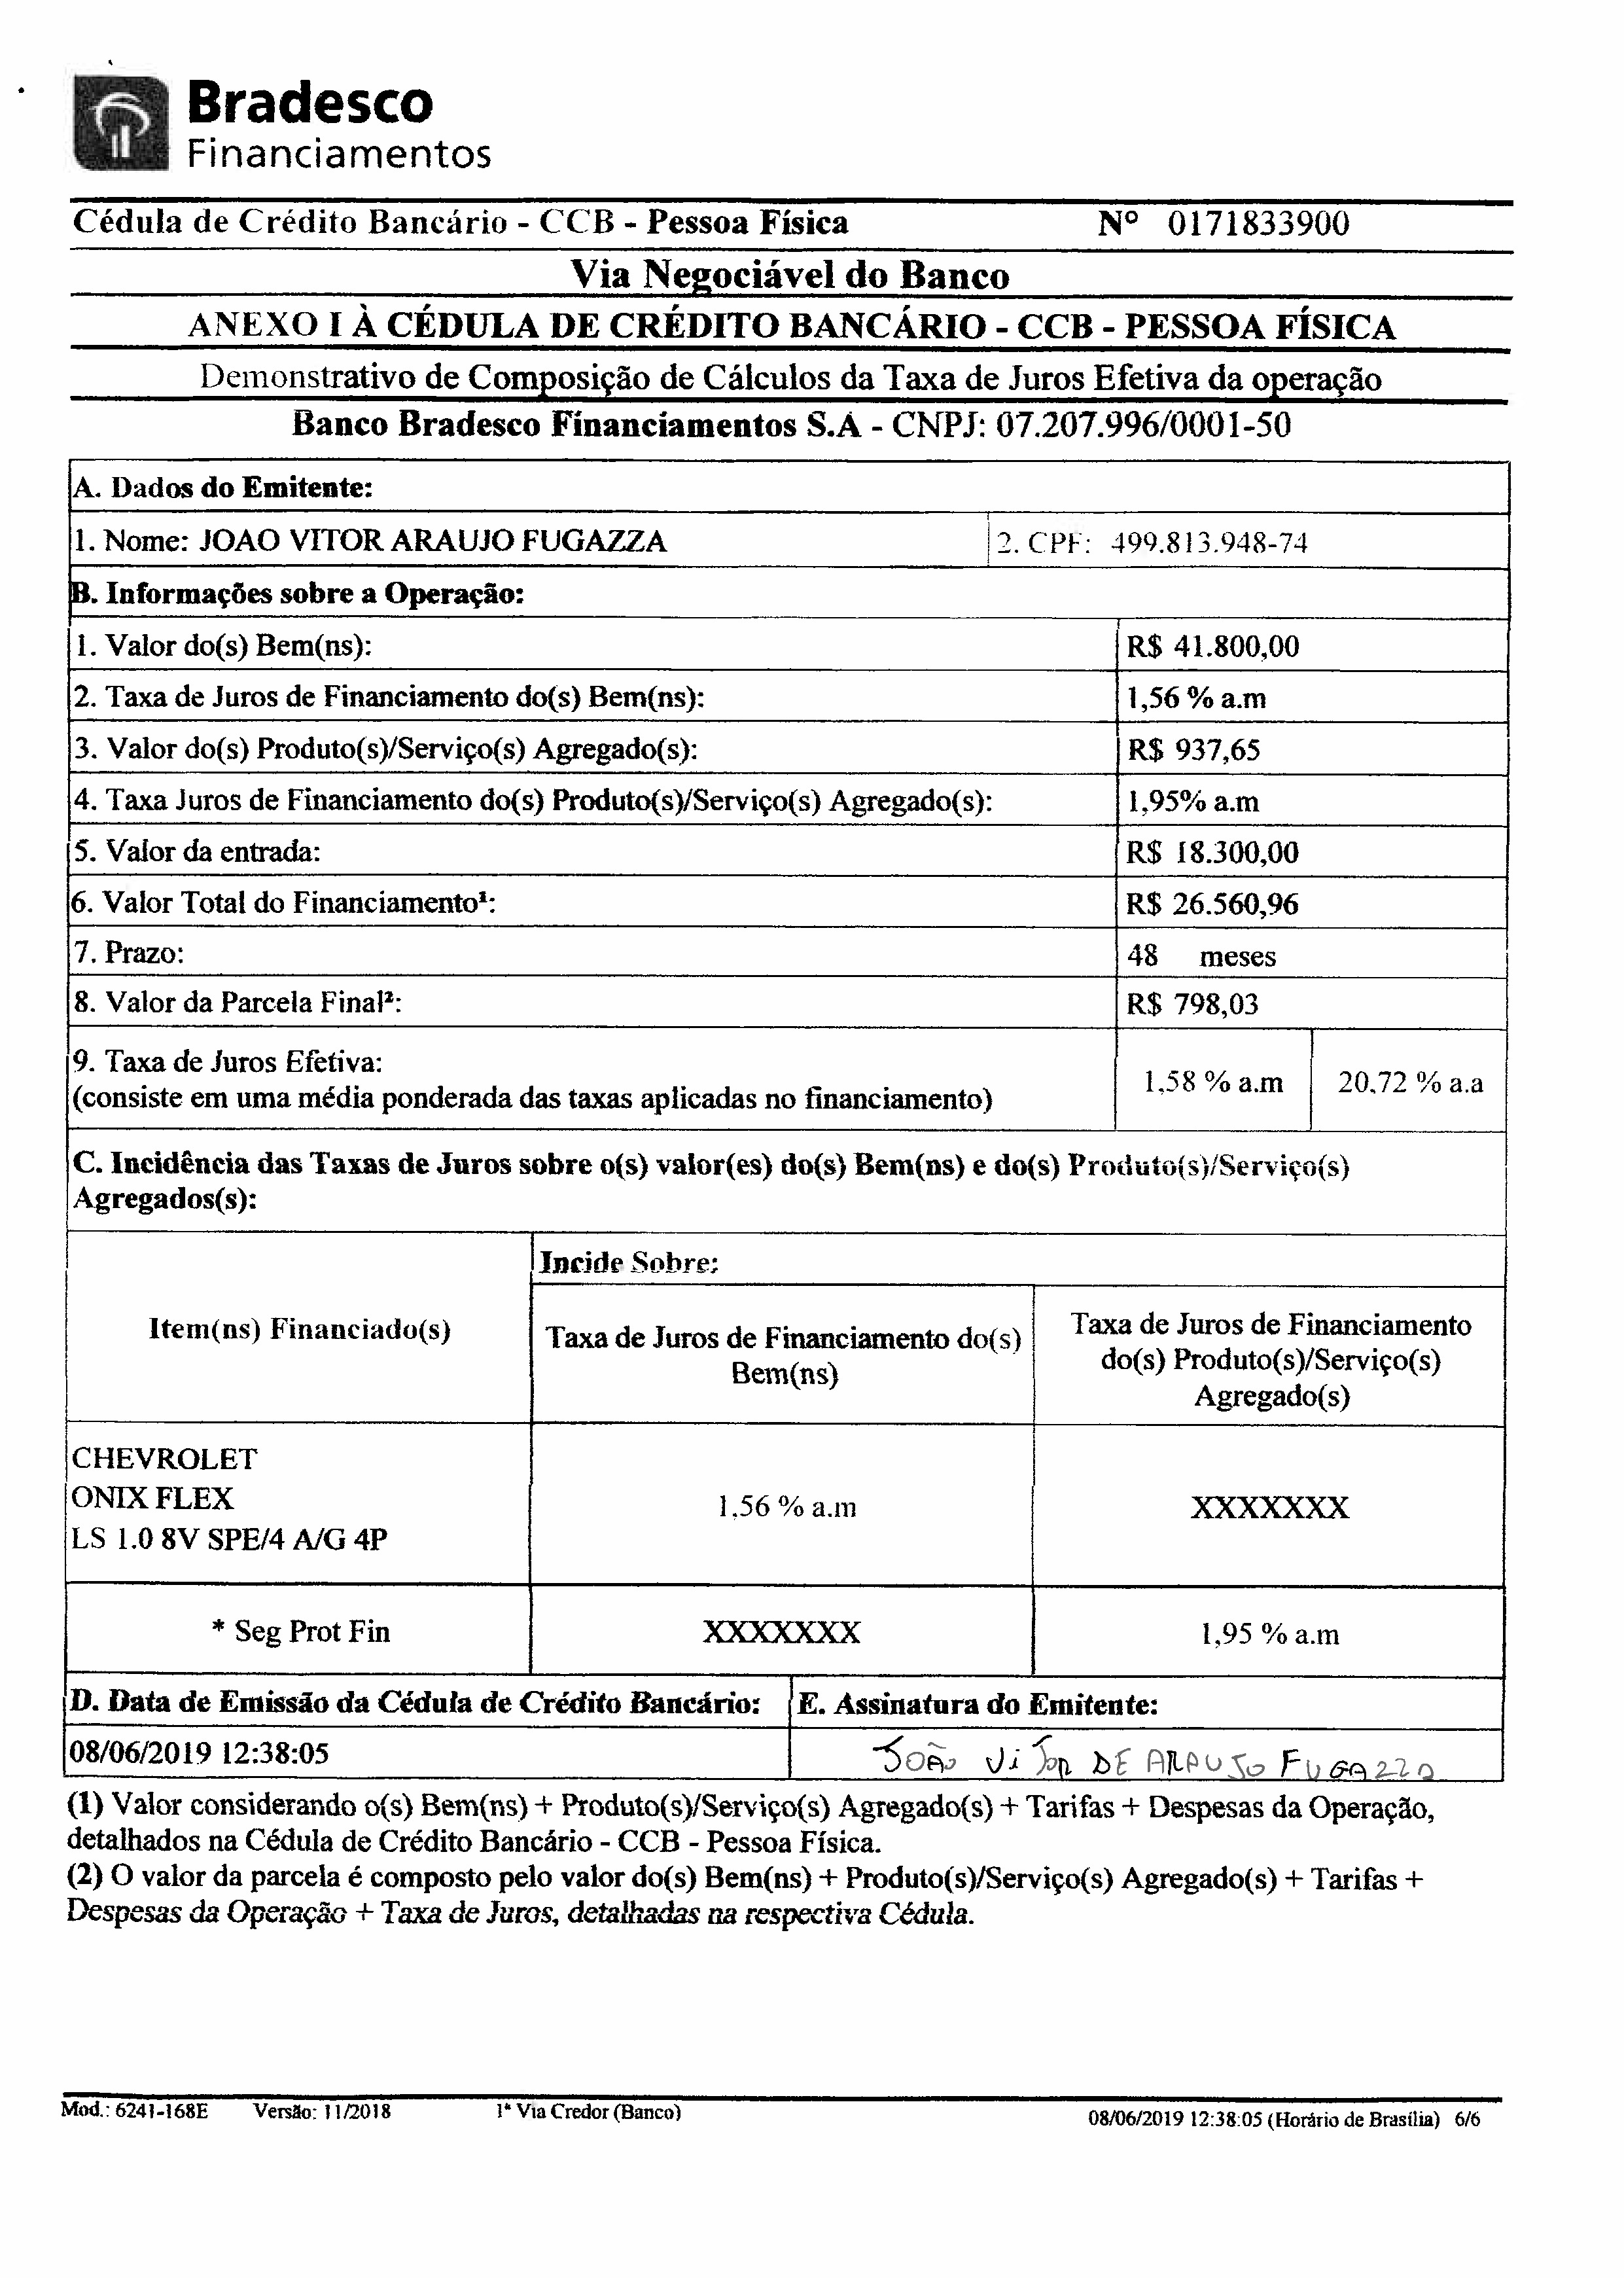 Bradesco
Financiamentos
Cédula de Crédito Bancário - CCB - Pessoa Física Nº 0171833900
Via Negociável do Banco
ANEXO I À CÉDULA DE CRÉDITO BANCÁRIO - CCB - PESSOA FÍSICA
Demonstrativo de Composição de Cálculos da Taxa de Juros Efetiva da operação
Banco Bradesco Financiamentos S.A - CNPJ: 07.207.996/0001-50
A. Dados do Emitente:
1. Nome: JOAO VITOR ARAUJO FUGAZZA 2. CPF: 499.813.948-74
B. Informações sobre a Operação:
1. Valor do(s) Bem(ns): R$ 41.800,00
2. Taxa de Juros de Financiamento do(s) Bem(ns): 1,56 % a.m
3. Valor do(s) Produto(s)/Serviço(s) Agregado(s): R$ 937,65
4. Taxa Juros de Financiamento do(s) Produto(s)/Serviço(s) Agregado(s): 1,95% a.m
5. Valor da entrada: R$ 18.300,00
6. Valor Total do Financiamento¹: R$ 26.560,96
7. Prazo: 48 meses
8. Valor da Parcela Final²: R$ 798,03
9. Taxa de Juros Efetiva:
(consiste em uma média ponderada das taxas aplicadas no financiamento) 1,58 % a.m 20,72 % a.a
C. Incidência das Taxas de Juros sobre o(s) valor(es) do(s) Bem(ns) e do(s) Produto(s)/Serviço(s)
Agregados(s):
Item(ns) Financiado(s)
Incide Sobre:
Taxa de Juros de Financiamento do(s)
Bem(ns)
Taxa de Juros de Financiamento
do(s) Produto(s)/Serviço(s)
Agregado(s)
CHEVROLET
ONIX FLEX
LS 1.0 8V SPE/4 A/G 4P
1,56 % a.m
XXXXXXX
* Seg Prot Fin XXXXXXX 1,95 % a.m
D. Data de Emissão da Cédula de Crédito Bancário: E. Assinatura do Emitente:
08/06/2019 12:38:05 JOÃO ViTOR DE ARAUJO FUGAZZA
(1) Valor considerando o(s) Bem(ns) + Produto(s)/Serviço(s) Agregado(s) + Tarifas + Despesas da Operação,
detalhados na Cédula de Crédito Bancário - CCB - Pessoa Física.
(2) O valor da parcela é composto pelo valor do(s) Bem(ns) + Produto(s)/Serviço(s) Agregado(s) + Tarifas +
Despesas da Operação + Taxa de Juros, detalhadas na respectiva Cédula.
Mod.: 6241-168E Versão: 11/2018 1ª Via Credor (Banco) 08/06/2019 12:38:05 (Horário de Brasília) 6/6